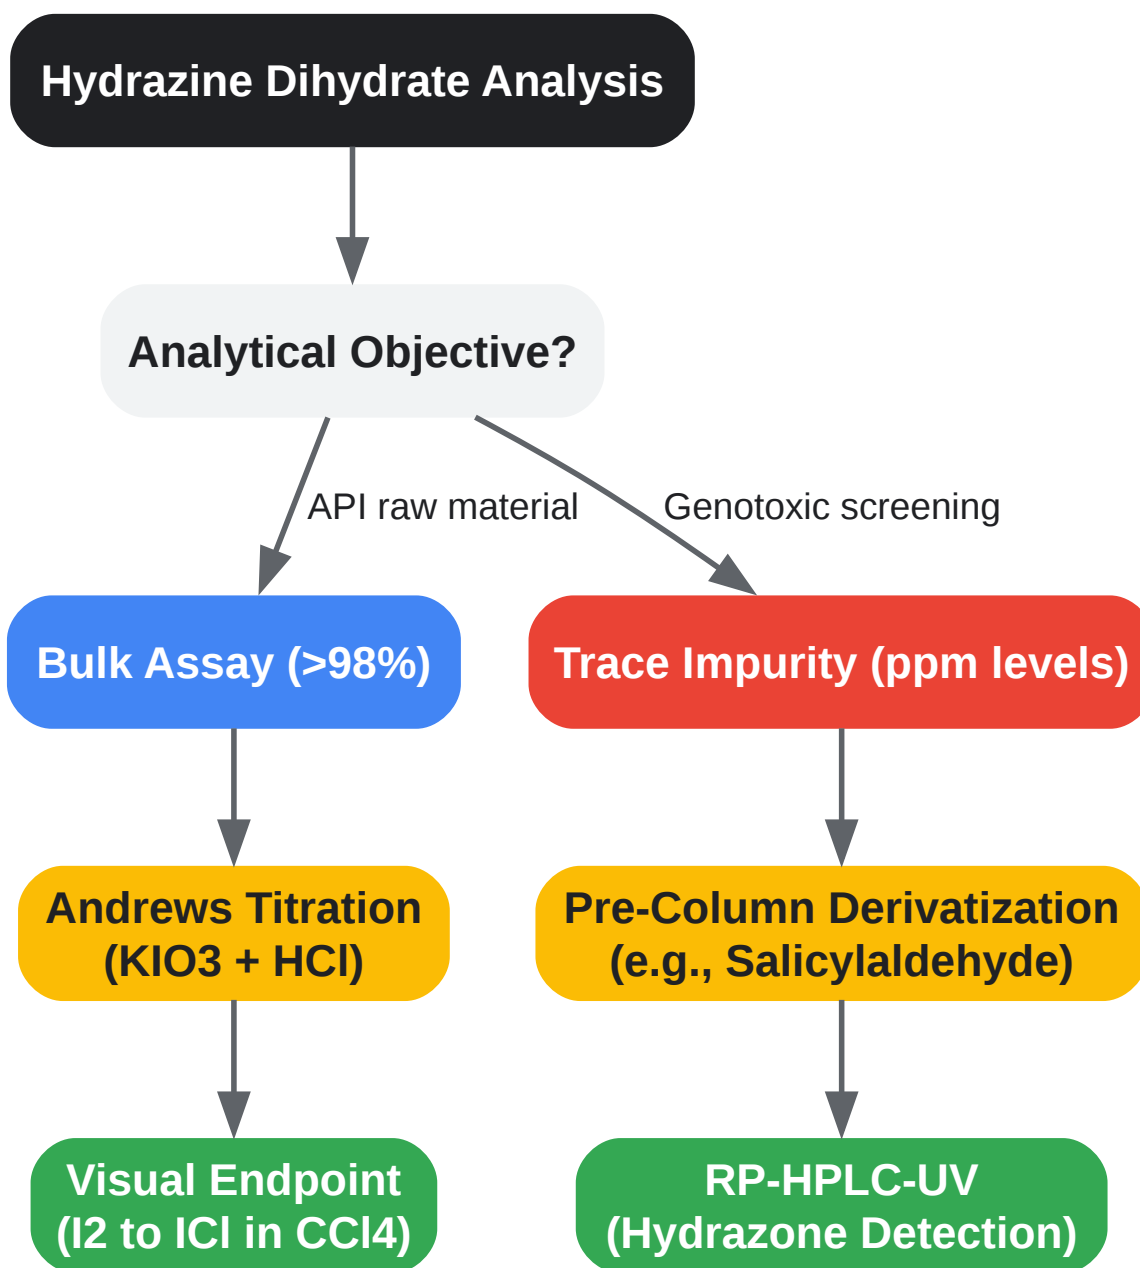 Hydrazine Dihydrate Analysis
Analytical Objective?
API raw material
Genotoxic screening
Bulk Assay (>98%)
Trace Impurity (ppm levels)
Andrews Titration
(KIO3 + HCl)
Pre-Column Derivatization
(e.g., Salicylaldehyde)
Visual Endpoint
(I2 to ICl in CCl4)
RP-HPLC-UV
(Hydrazone Detection)